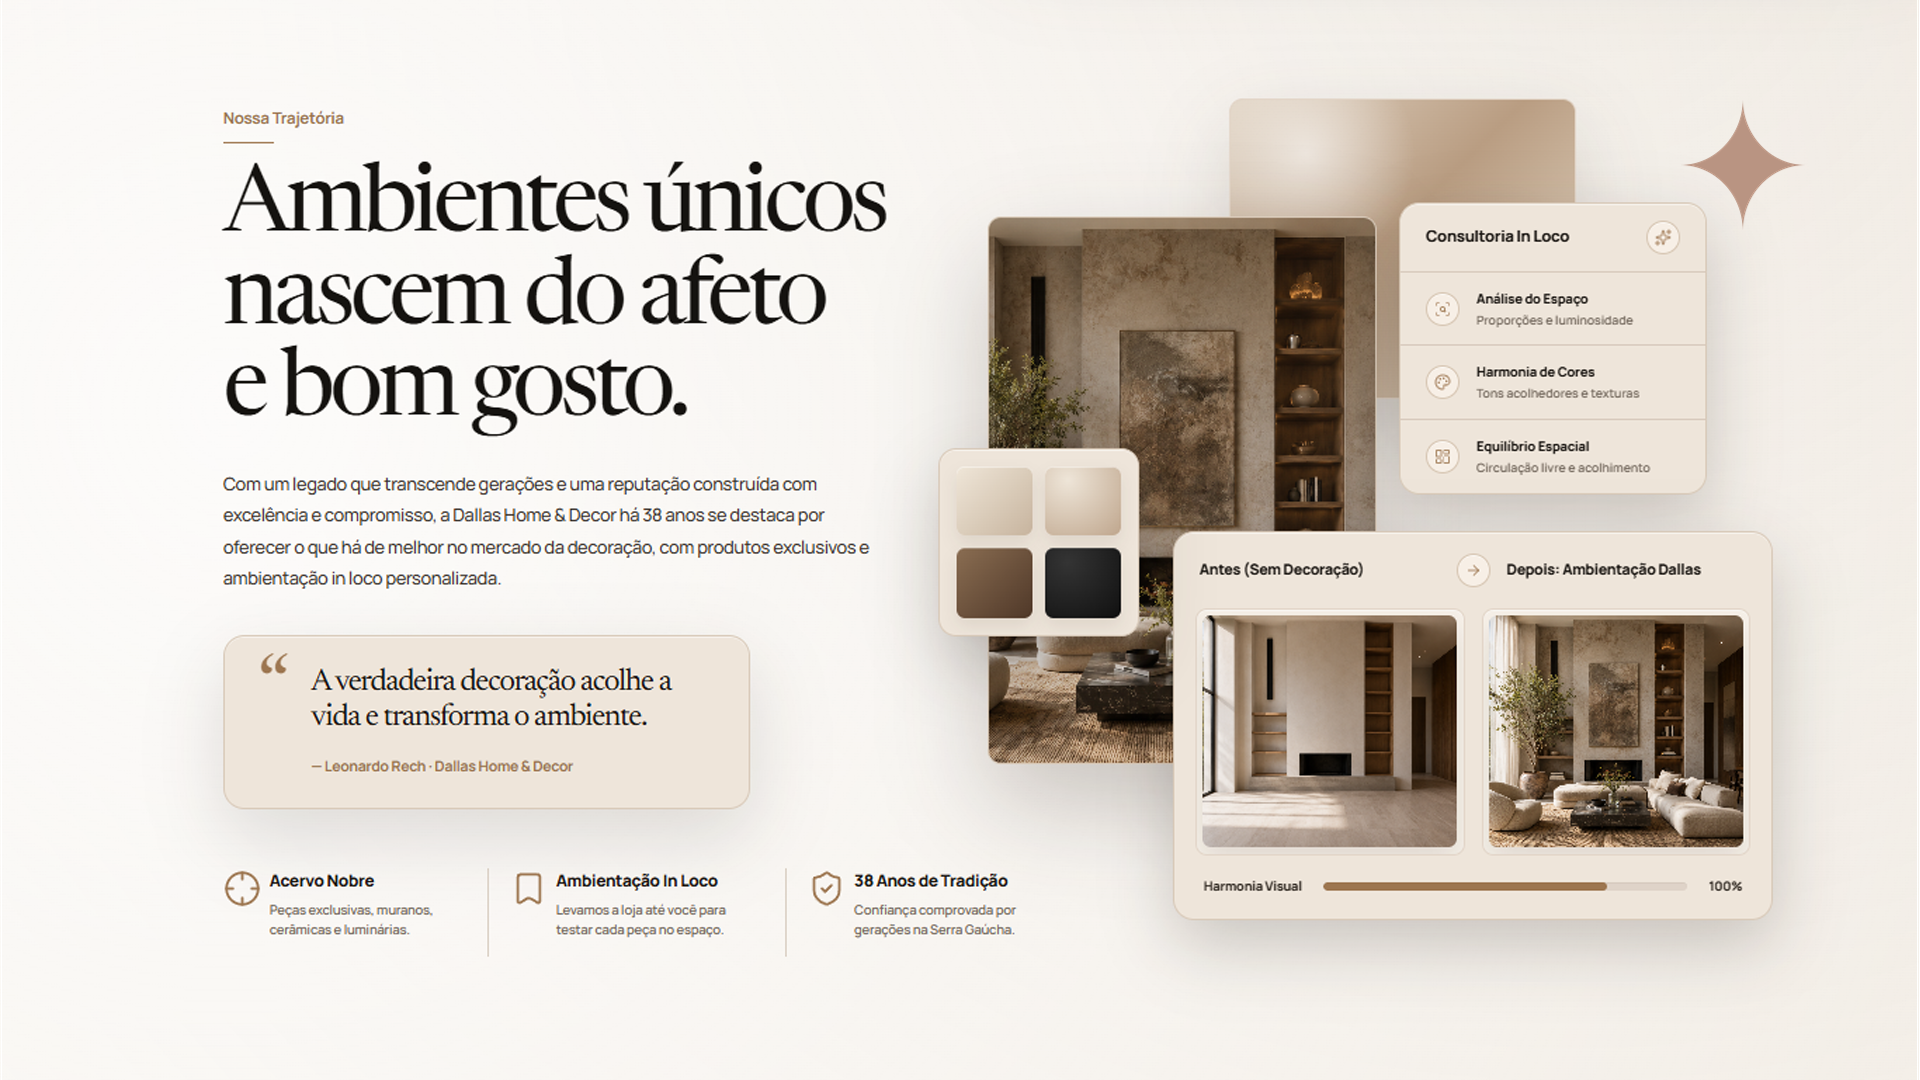 Nossa Trajetória
Ambientes únicos
nascem do afeto
e bom gosto.
Com um legado que transcende gerações e uma reputação construída com
excelência e compromisso, a Dallas Home & Decor há 38 anos se destaca por
oferecer o que há de melhor no mercado da decoração, com produtos exclusivos e
ambientação in loco personalizada.
“
A verdadeira decoração acolhe a
vida e transforma o ambiente.
— Leonardo Rech · Dallas Home & Decor
Acervo Nobre
Peças exclusivas, muranos,
cerâmicas e luminárias.
Ambientação In Loco
Levamos a loja até você para
testar cada peça no espaço.
38 Anos de Tradição
Confiança comprovada por
gerações na Serra Gaúcha.
Consultoria In Loco
Análise do Espaço
Proporções e luminosidade
Harmonia de Cores
Tons acolhedores e texturas
Equilíbrio Espacial
Circulação livre e acolhimento
Antes (Sem Decoração)
Depois: Ambientação Dallas
Harmonia Visual
100%